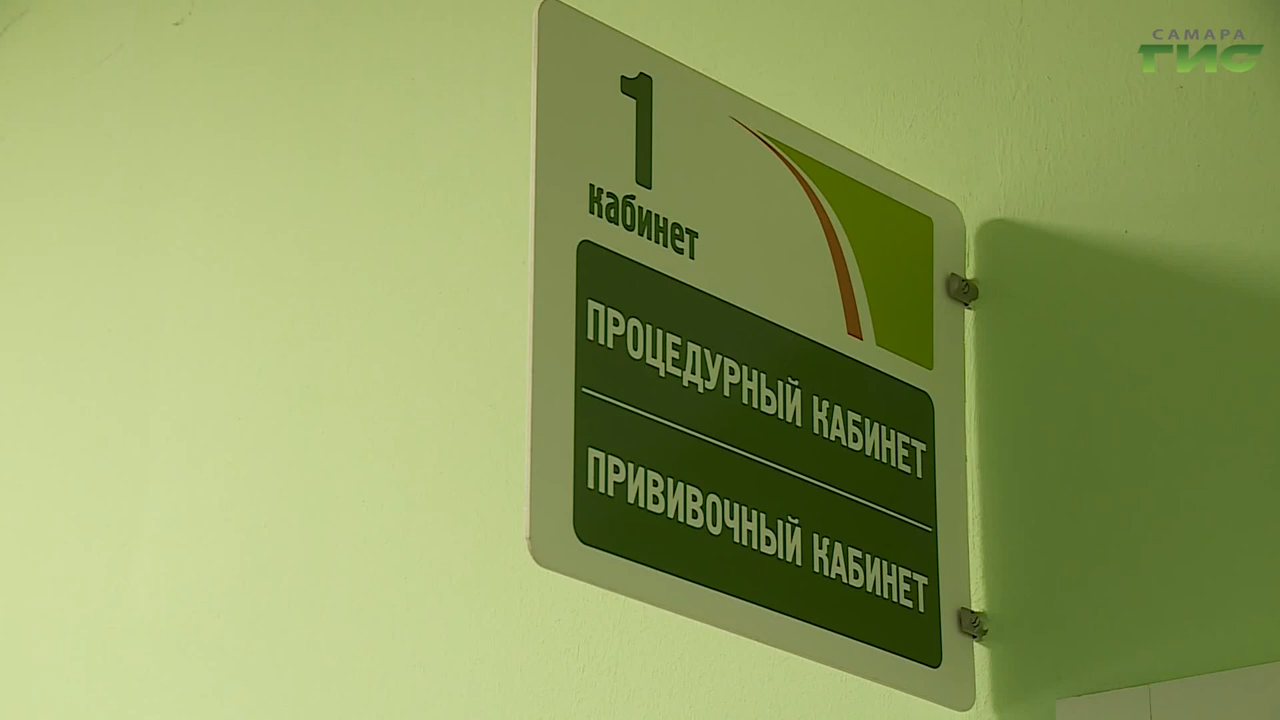 САМАРА
ГИС
1
кабинет
ПРОЦЕДУРНЫЙ КАБИНЕТ
ПРИВИВОЧНЫЙ КАБИНЕТ